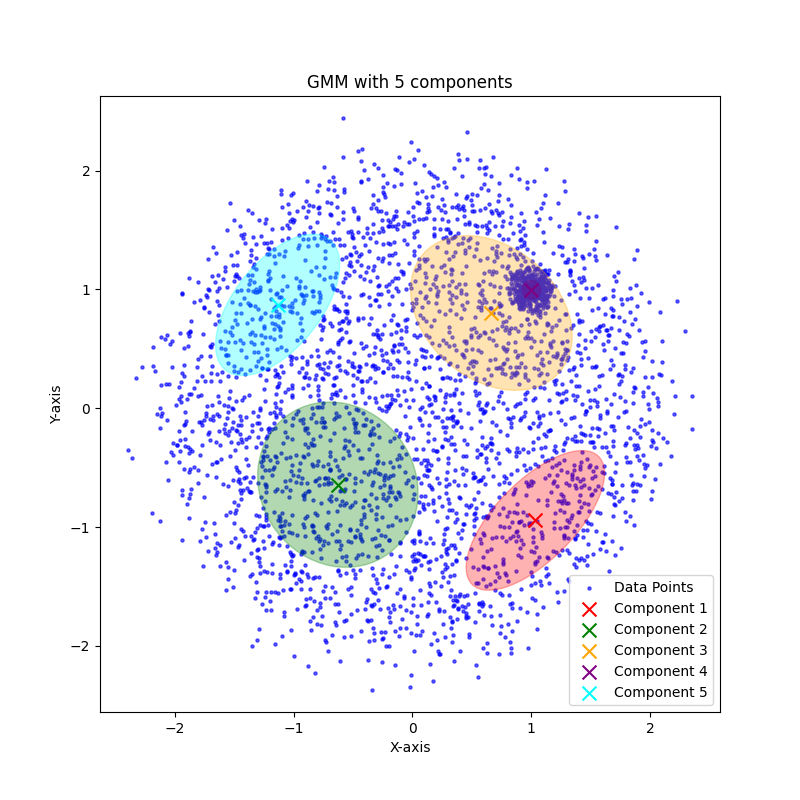 GMM with 5 components
Y-axis
2
1
0
−1
−2
−2
−1
0
1
2
X-axis
Data Points
Component 1
Component 2
Component 3
Component 4
Component 5